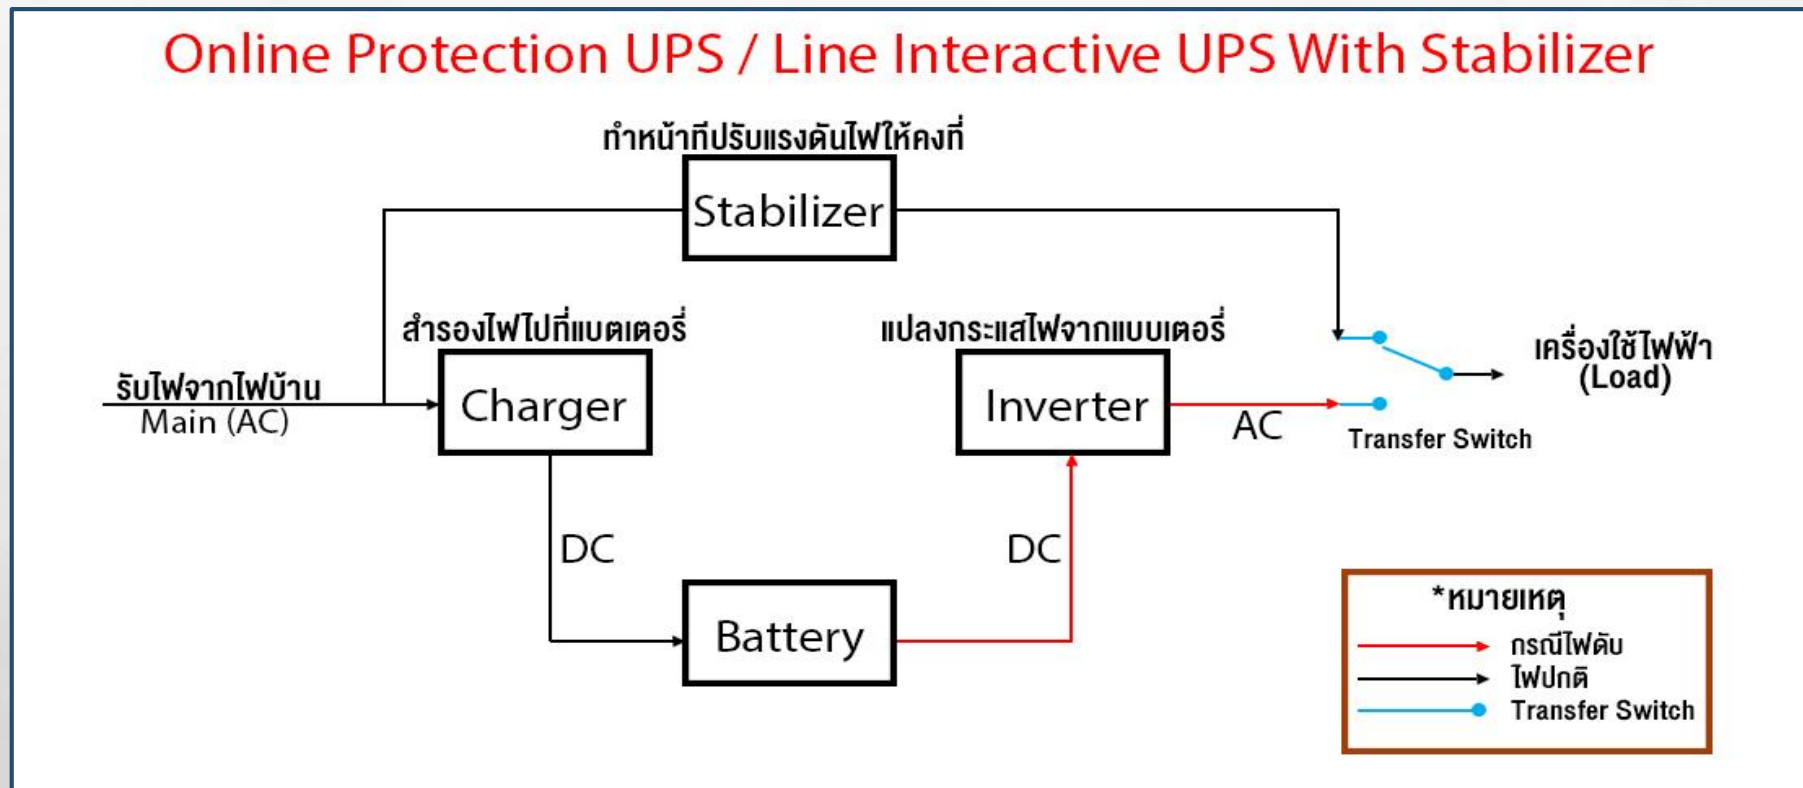 Online Protection UPS / Line Interactive UPS With Stabilizer
ทำหน้าทีปรับแรงดันไฟให้คงที่
Stabilizer
สำรองไฟไปที่แบตเตอรี่
แปลงกระแสไฟจากแบบเตอรี่
เครื่องใช้ไฟฟ้า
(Load)
รับไฟจากไฟบ้าน
Main (AC)
Charger
Inverter
AC
Transfer Switch
DC
DC
Battery
*หมายเหตุ
กรณีไฟดับ
ไฟปกติ
Transfer Switch